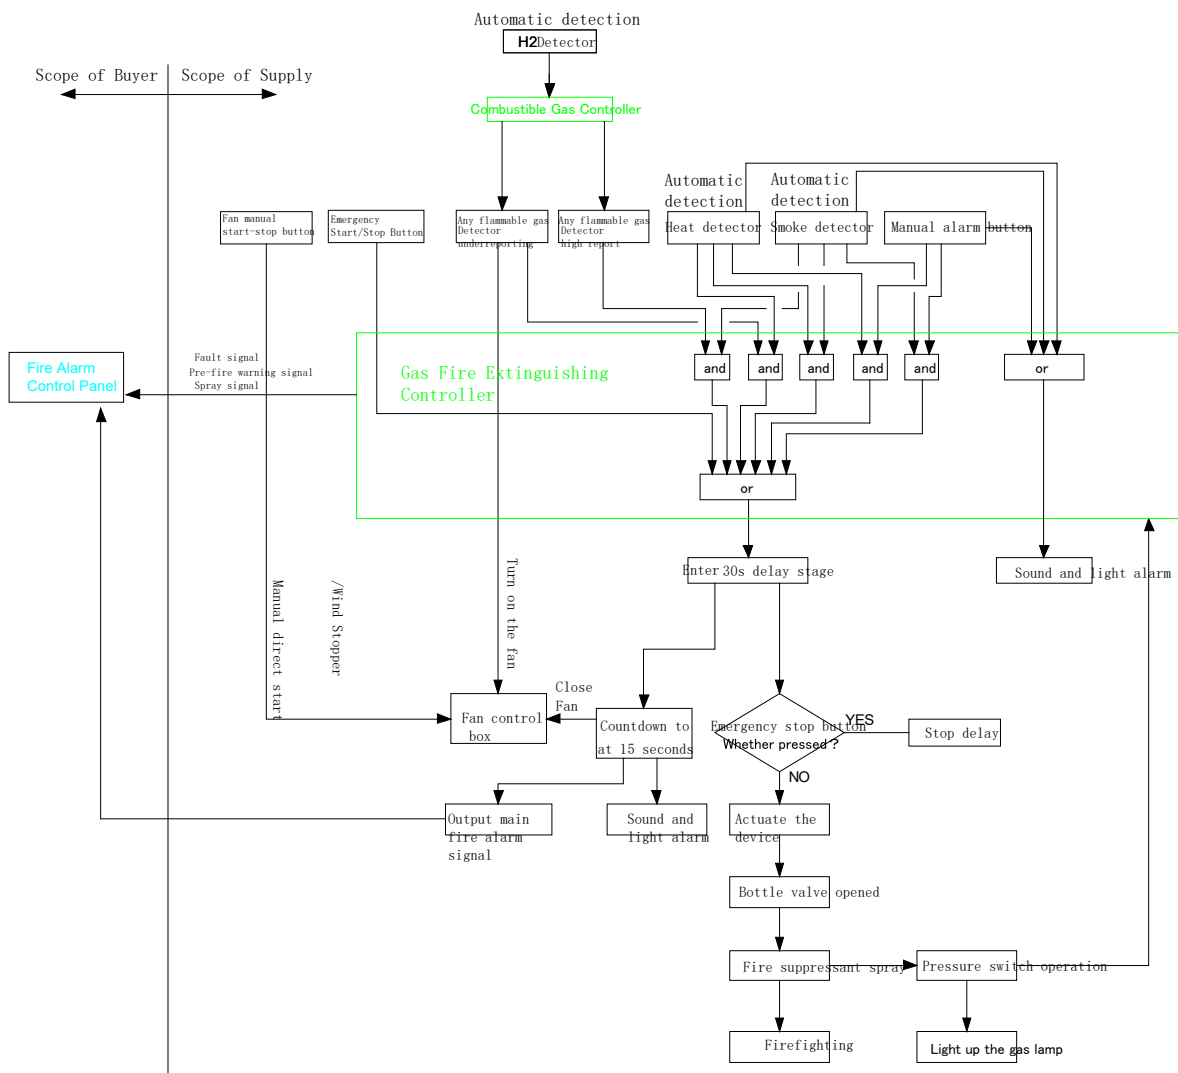 Automatic detection
H2Detector
Scope of Buyer
Scope of Supply
Combustible Gas Controller
Automatic
detection
Automatic
detection
Fan manual
start-stop button
Emergency
Start/Stop Button
Any flammable gas
Detector
underreporting
Any flammable gas
Detector
high report
Heat detector
Smoke detector
Manual alarm button
Fire Alarm
Control Panel
Fault signal
Pre-fire warning signal
Spray signal
Gas Fire Extinguishing
Controller
and
and
and
and
and
or
or
Enter 30s delay stage
Sound and light alarm
Manual direct start
/Wind Stopper
Turn on the fan
Close
Fan
Fan control
box
Countdown to
at 15 seconds
Emergency stop button
Whether pressed?
YES
Stop delay
NO
Output main
fire alarm
signal
Sound and
light alarm
Actuate the
device
Bottle valve opened
Fire suppressant spray
Pressure switch operation
Firefighting
Light up the gas lamp